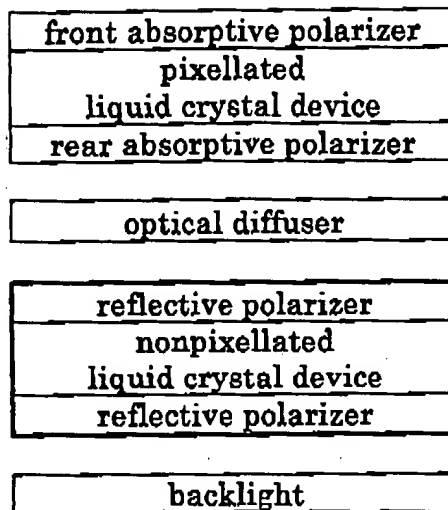 front absorptive polarizer
pixellated
liquid crystal device
rear absorptive polarizer
optical diffuser
reflective polarizer
nonpixellated
liquid crystal device
reflective polarizer
backlight